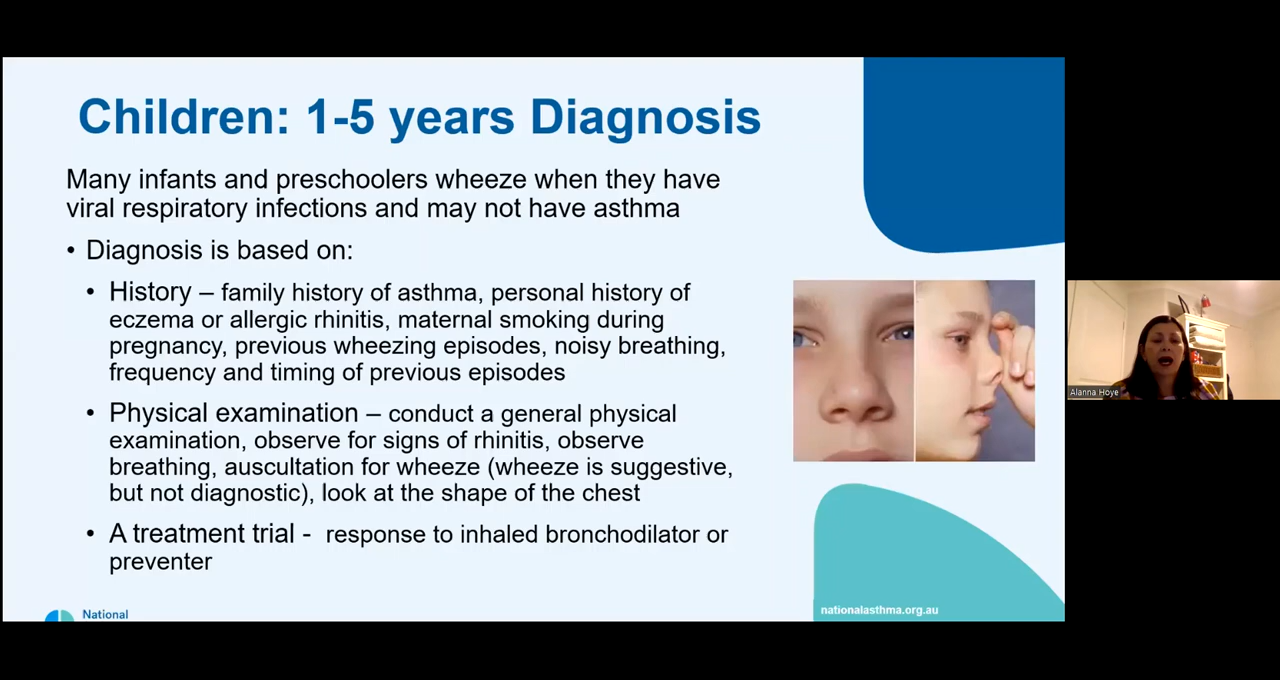 Children: 1-5 years Diagnosis
Many infants and preschoolers wheeze when they have
viral respiratory infections and may not have asthma
• Diagnosis is based on:
• History – family history of asthma, personal history of
eczema or allergic rhinitis, maternal smoking during
pregnancy, previous wheezing episodes, noisy breathing,
frequency and timing of previous episodes
• Physical examination – conduct a general physical
examination, observe for signs of rhinitis, observe
breathing, auscultation for wheeze (wheeze is suggestive,
but not diagnostic), look at the shape of the chest
• A treatment trial - response to inhaled bronchodilator or
preventer
National
nationalasthma.org.au
Alanna Hoye